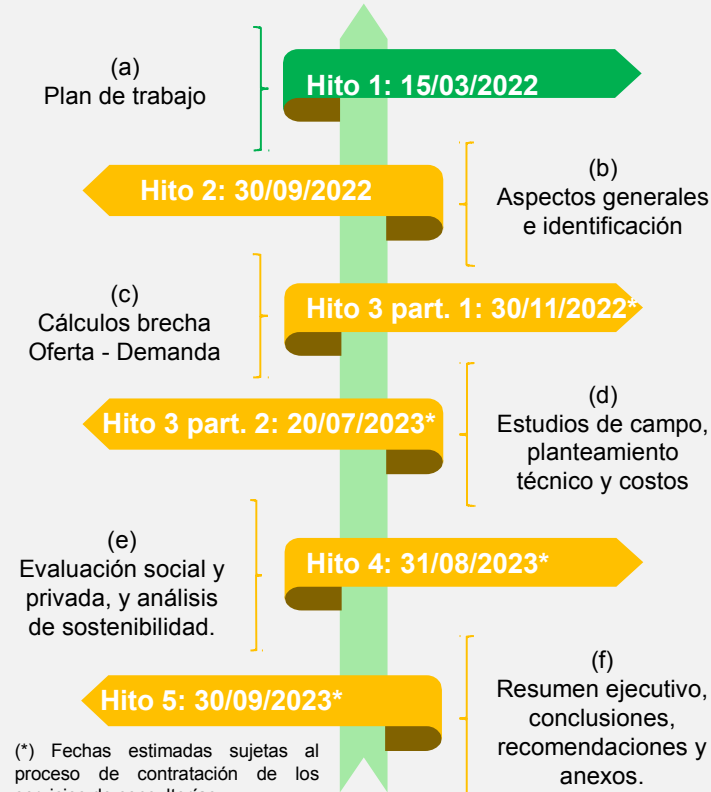 (a)
Plan de trabajo
Hito 1: 15/03/2022
Hito 2: 30/09/2022
(b)
Aspectos generales
e identificación
(c)
Cálculos brecha
Oferta - Demanda
Hito 3 part. 1: 30/11/2022*
Hito 3 part. 2: 20/07/2023*
(d)
Estudios de campo,
planteamiento
técnico y costos
(e)
Evaluación social y
privada, y análisis
de sostenibilidad.
Hito 4: 31/08/2023*
Hito 5: 30/09/2023*
(f)
Resumen ejecutivo,
conclusiones,
recomendaciones y
anexos.
(*) Fechas estimadas sujetas al
proceso de contratación de los